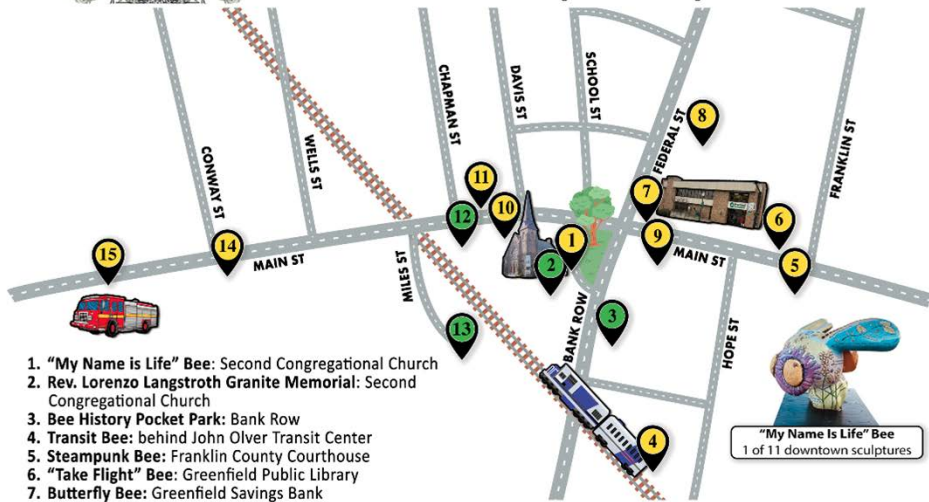 CONWAY ST
WELLS ST
CHAPMAN ST
DAVIS ST
SCHOOL ST
FEDERAL ST
FRANKLIN ST
8
11
7
12
10
6
15
14
1
9
MAIN ST
MAIN ST
2
5
MILES ST
BANK ROW
3
HOPE ST
13
4
1. “My Name is Life” Bee: Second Congregational Church
2. Rev. Lorenzo Langstroth Granite Memorial: Second
Congregational Church
3. Bee History Pocket Park: Bank Row
4. Transit Bee: behind John Olver Transit Center
5. Steampunk Bee: Franklin County Courthouse
6. “Take Flight” Bee: Greenfield Public Library
7. Butterfly Bee: Greenfield Savings Bank
“My Name Is Life” Bee
1 of 11 downtown sculptures